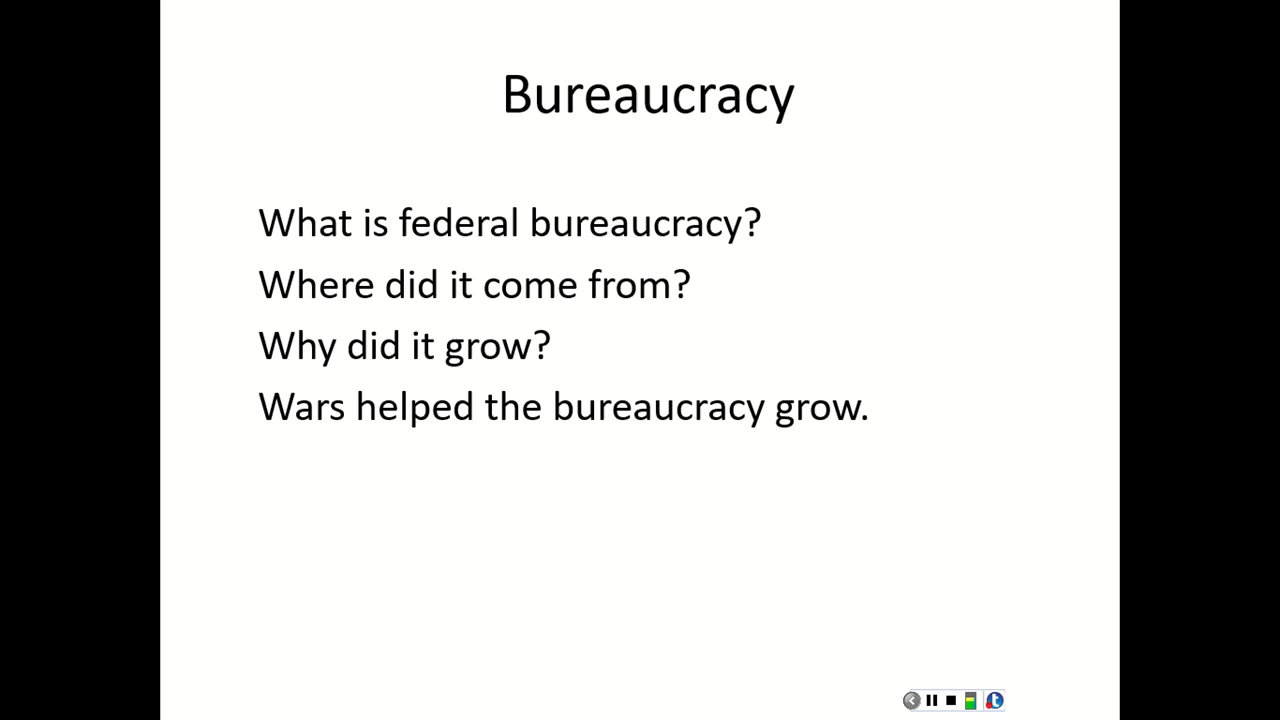 Bureaucracy
What is federal bureaucracy?
Where did it come from?
Why did it grow?
Wars helped the bureaucracy grow.